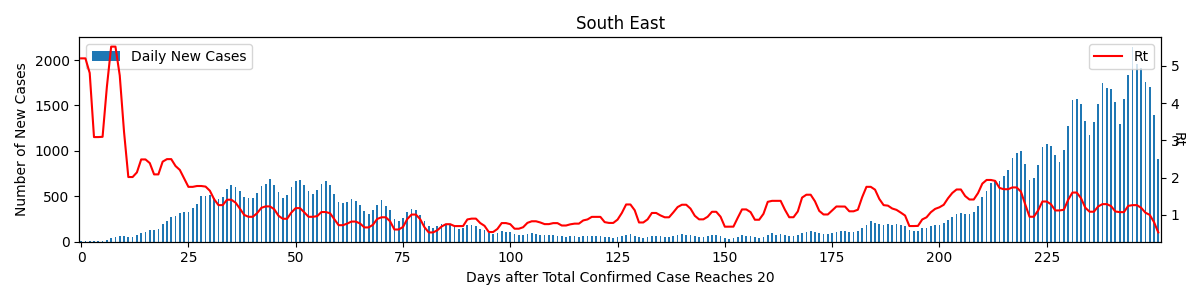 South East
Daily New Cases
Rt
Number of New Cases
2000
1500
1000
500
0
5
4
3
2
1
Rt
0 25 50 75 100 125 150 175 200 225
Days after Total Confirmed Case Reaches 20